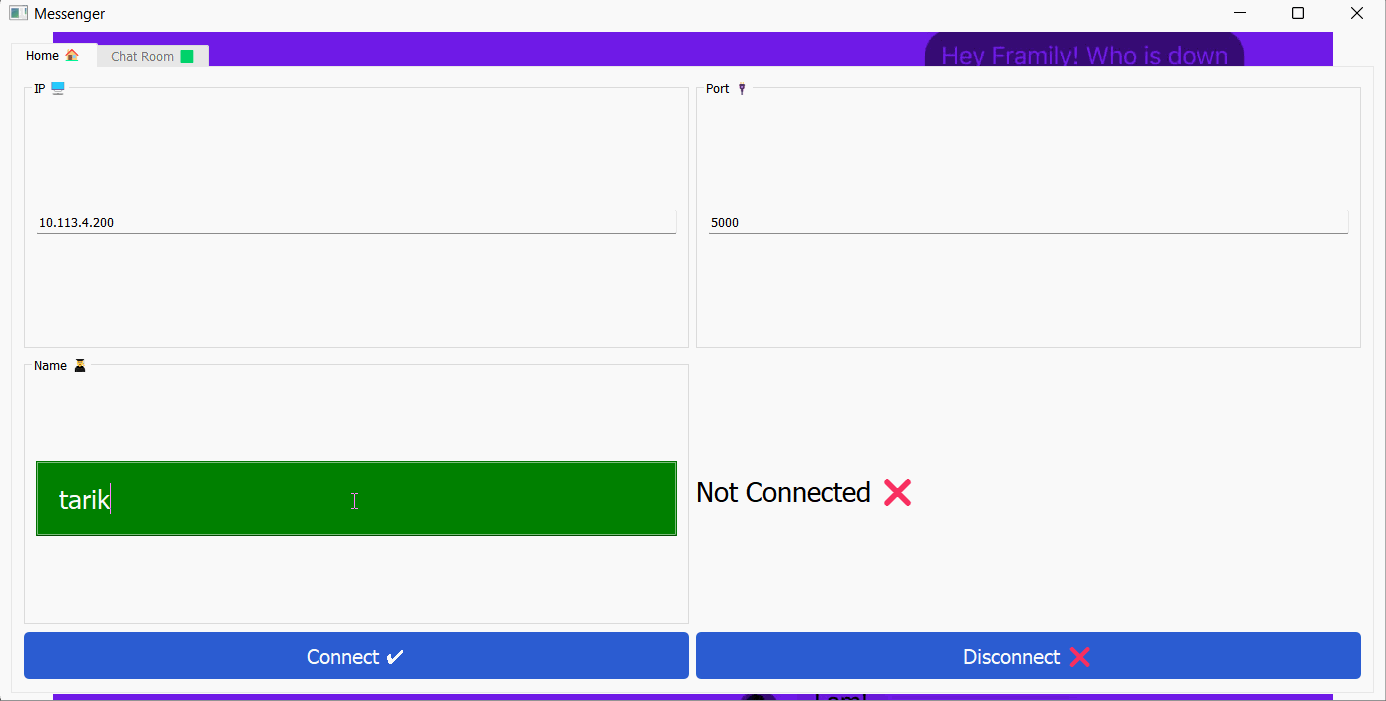 Messenger
Home 🏠 Chat Room 🟩
Hey Framily! Who is down
IP 🖥️
Port 🎙
10.113.4.200
5000
Name 👨‍🎓
tarik
Not Connected ❌
Connect ✔
Disconnect ❌